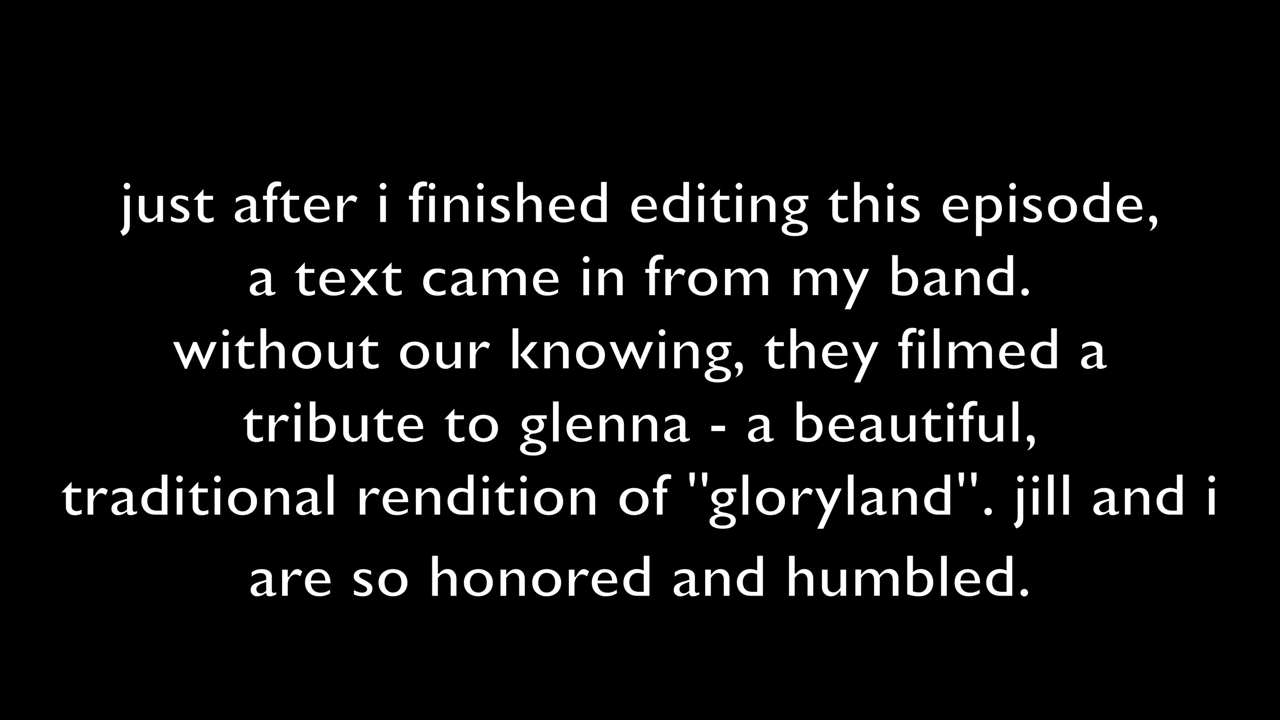 just after i finished editing this episode,
a text came in from my band.
without our knowing, they filmed a
tribute to glenna - a beautiful,
traditional rendition of "gloryland". jill and i
are so honored and humbled.